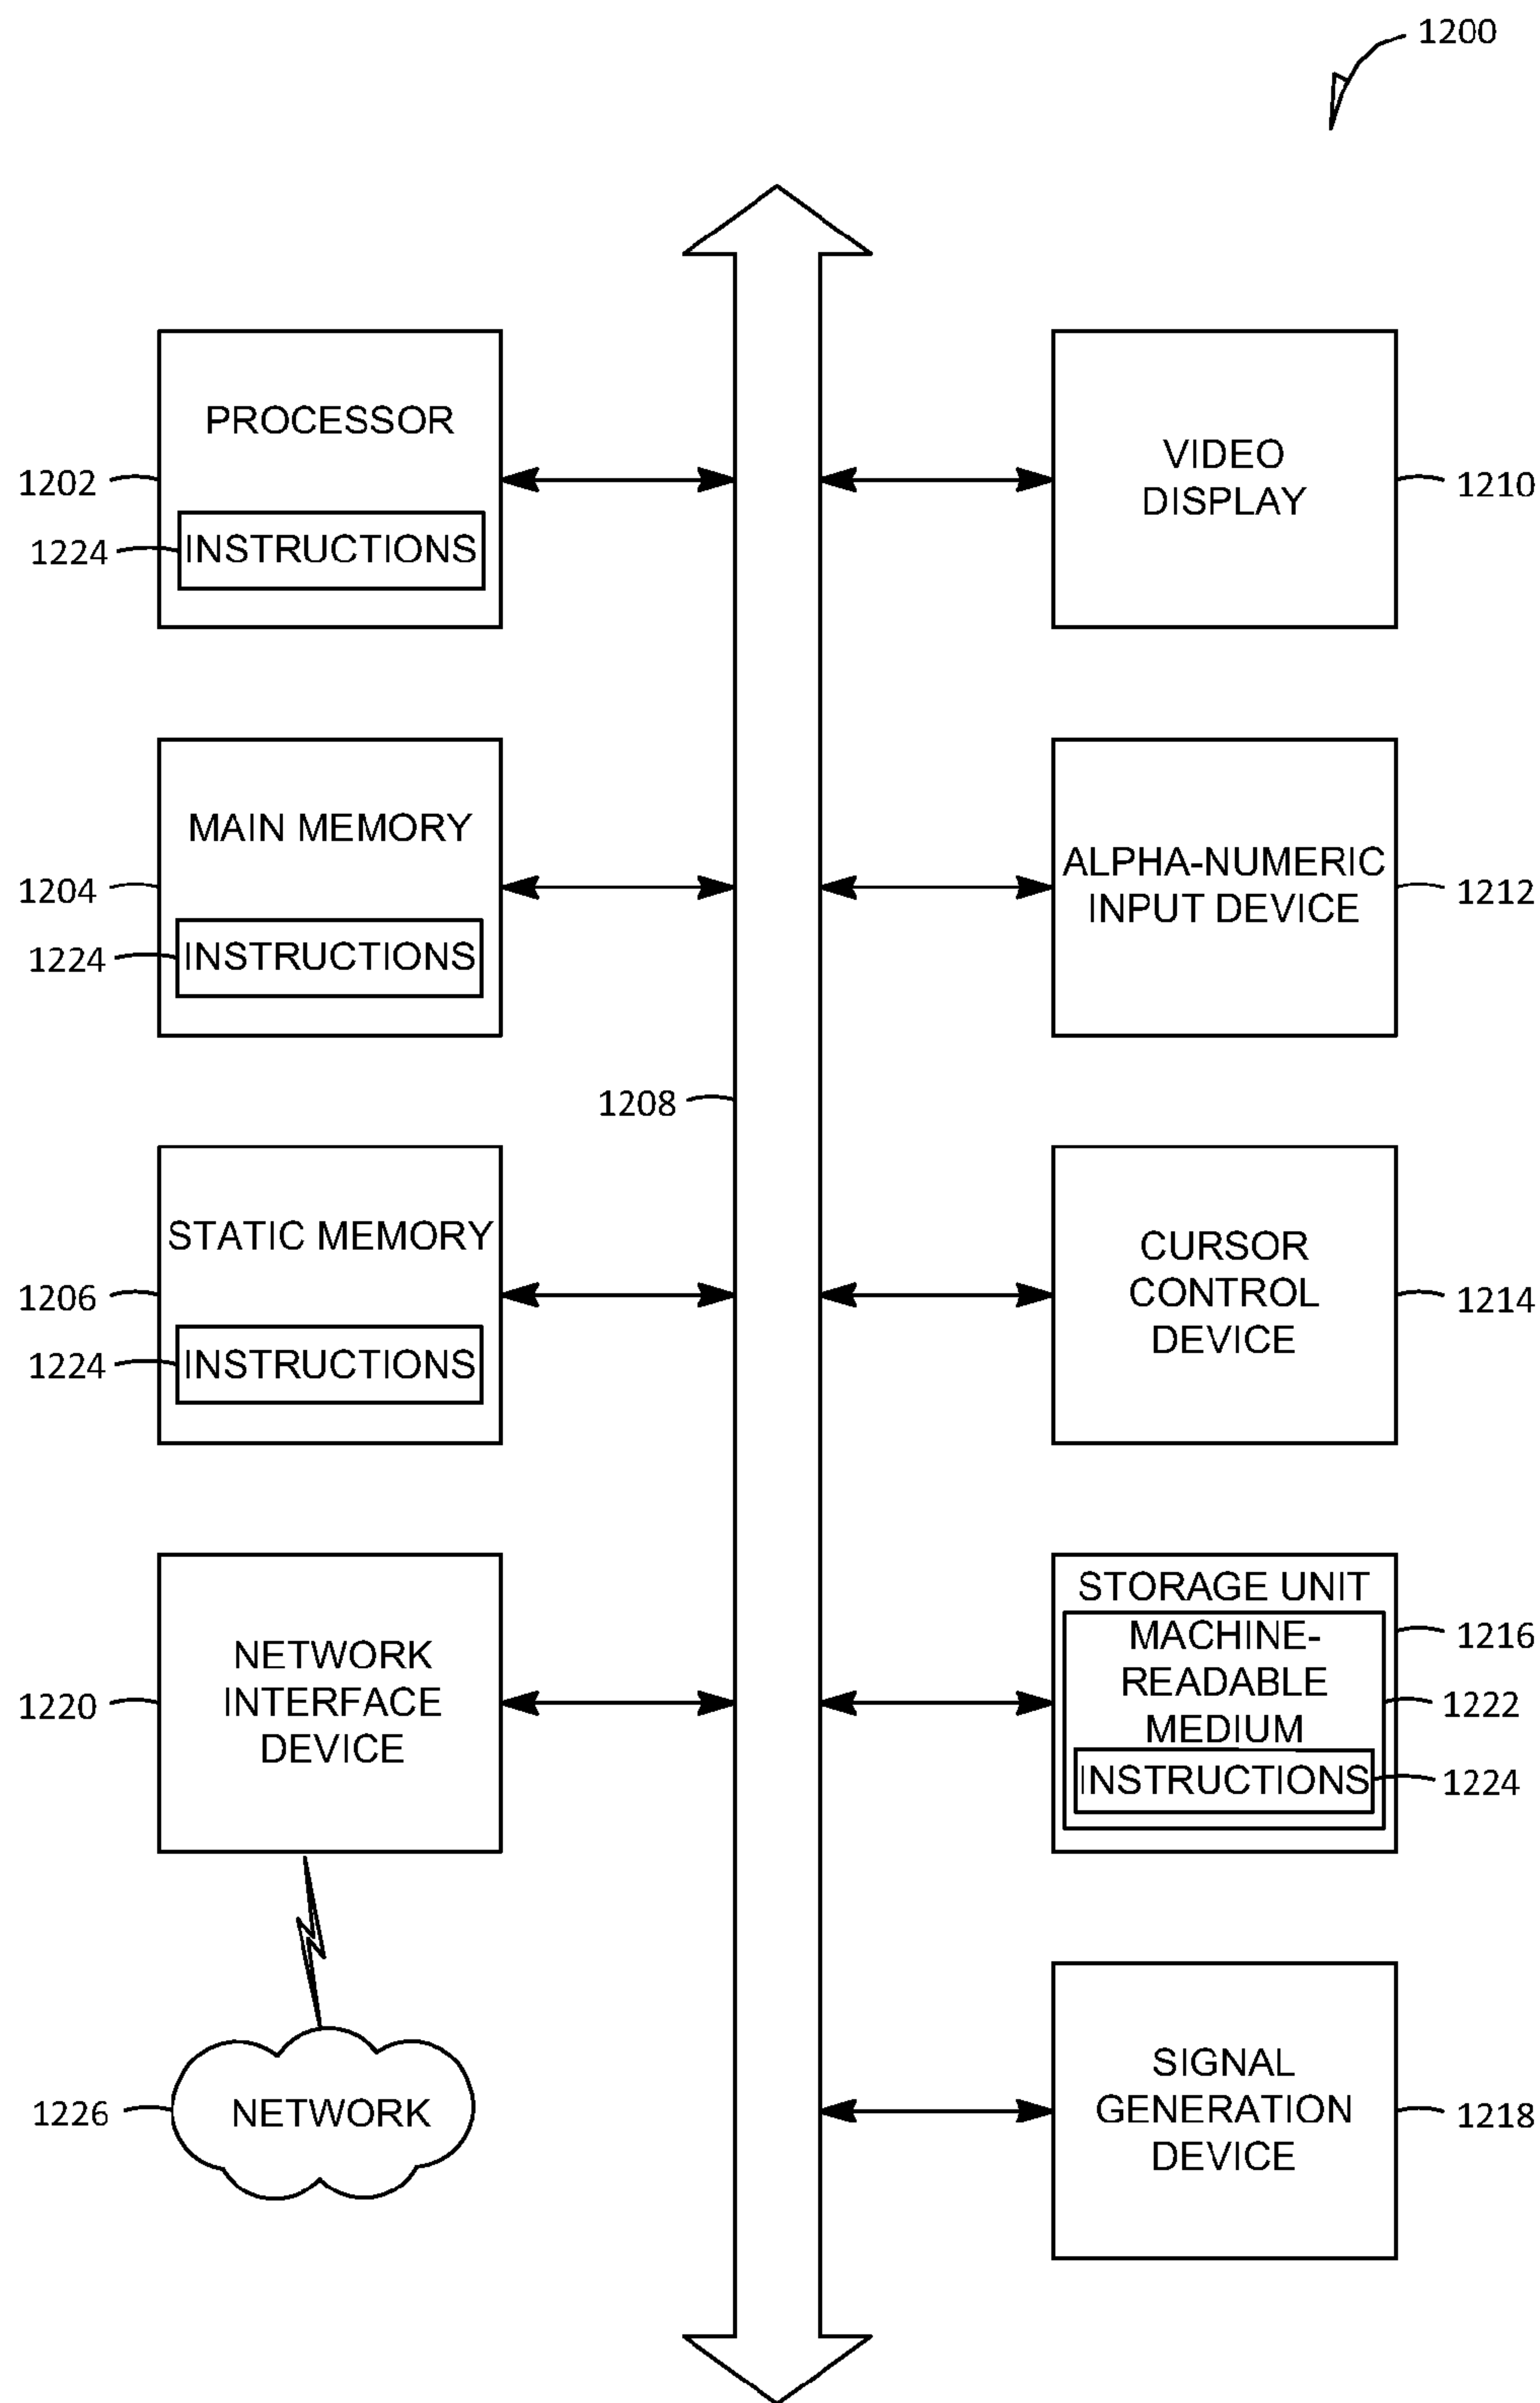 1200
PROCESSOR
1202
1224
INSTRUCTIONS
VIDEO
DISPLAY
1210
MAIN MEMORY
1204
1224
INSTRUCTIONS
ALPHA-NUMERIC
INPUT DEVICE
1212
1208
STATIC MEMORY
1206
1224
INSTRUCTIONS
CURSOR
CONTROL
DEVICE
1214
NETWORK
INTERFACE
DEVICE
1220
STORAGE UNIT
MACHINE-
READABLE
MEDIUM
INSTRUCTIONS
1216
1222
1224
NETWORK
1226
SIGNAL
GENERATION
DEVICE
1218